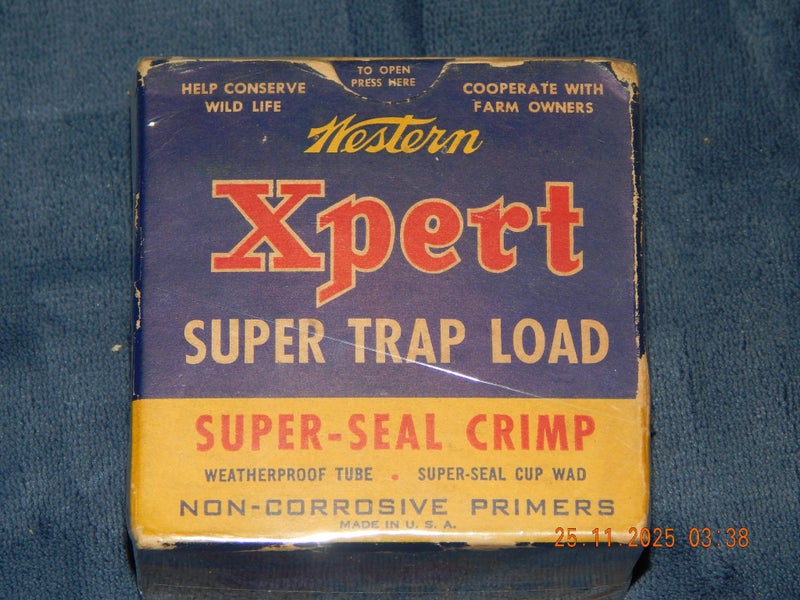 TO OPEN
PRESS HERE
HELP CONSERVE
WILD LIFE
COOPERATE WITH
FARM OWNERS
Western
Xpert
SUPER TRAP LOAD
SUPER-SEAL CRIMP
WEATHERPROOF TUBE • SUPER-SEAL CUP WAD
NON-CORROSIVE PRIMERS
MADE IN U. S. A.
25.11.2025 03:38